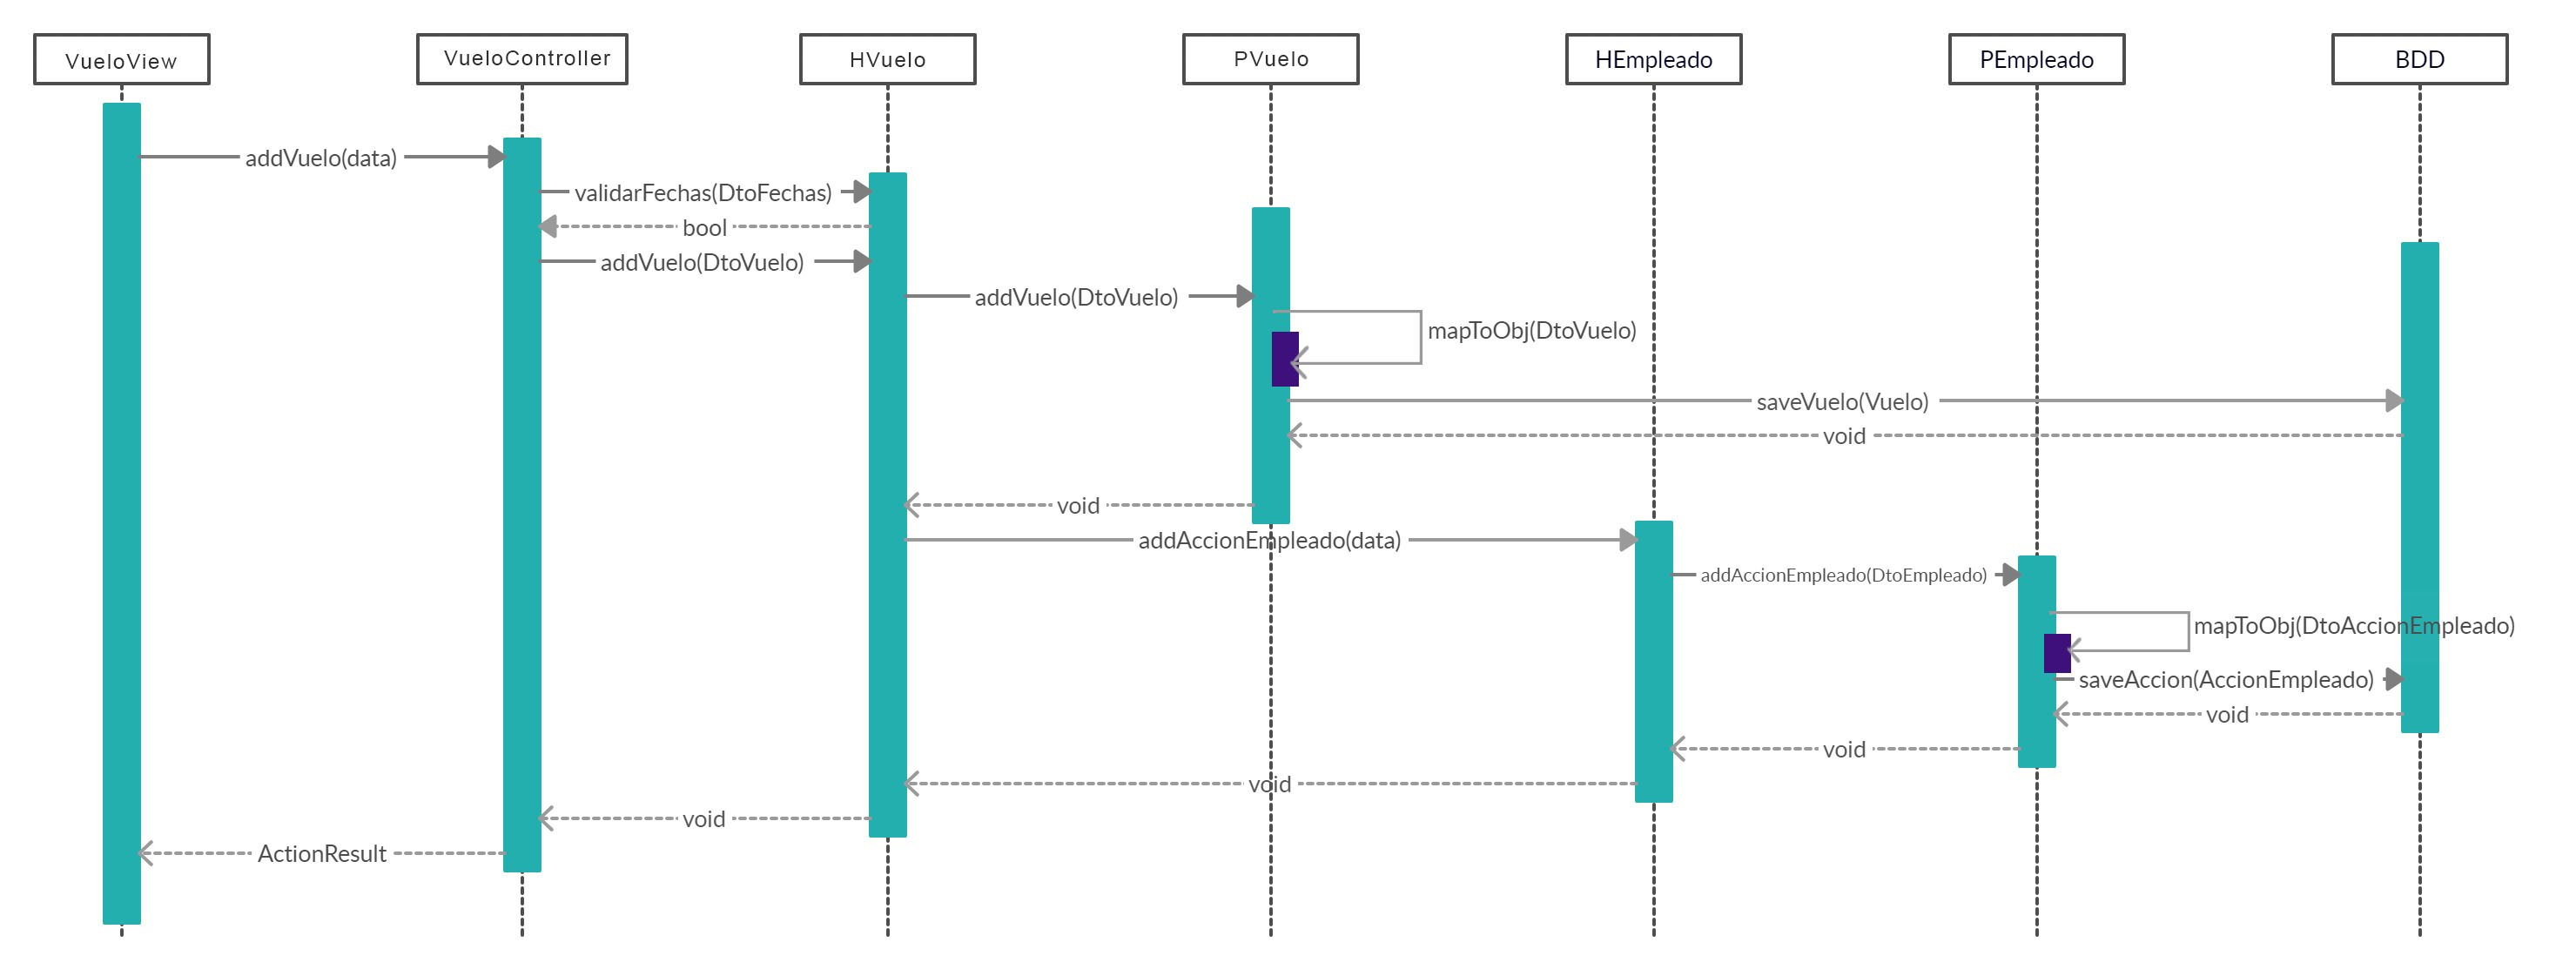 VueloView
VueloController
HVuelo
PVuelo
HEmpleado
PEmpleado
BDD
addVuelo(data)
validarFechas(DtoFechas)
bool
addVuelo(DtoVuelo)
addVuelo(DtoVuelo)
mapToObj(DtoVuelo)
saveVuelo(Vuelo)
void
void
addAccionEmpleado(data)
addAccionEmpleado(DtoEmpleado)
mapToObj(DtoAccionEmpleado)
saveAccion(AccionEmpleado)
void
void
void
void
ActionResult